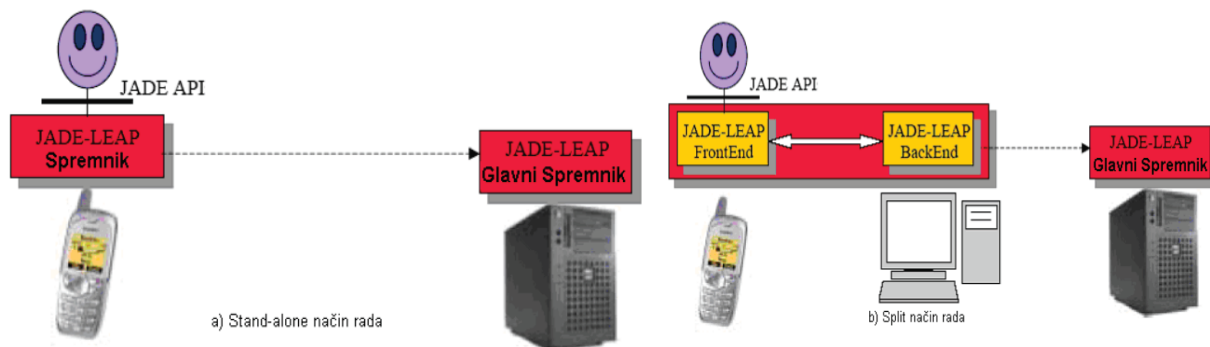 JADE API
JADE-LEAP
Spremnik
JADE-LEAP
Glavni Spremnik
a) Stand-alone način rada
JADE API
JADE-LEAP
FrontEnd
JADE-LEAP
BackEnd
JADE-LEAP
Glavni Spremnik
b) Split način rada